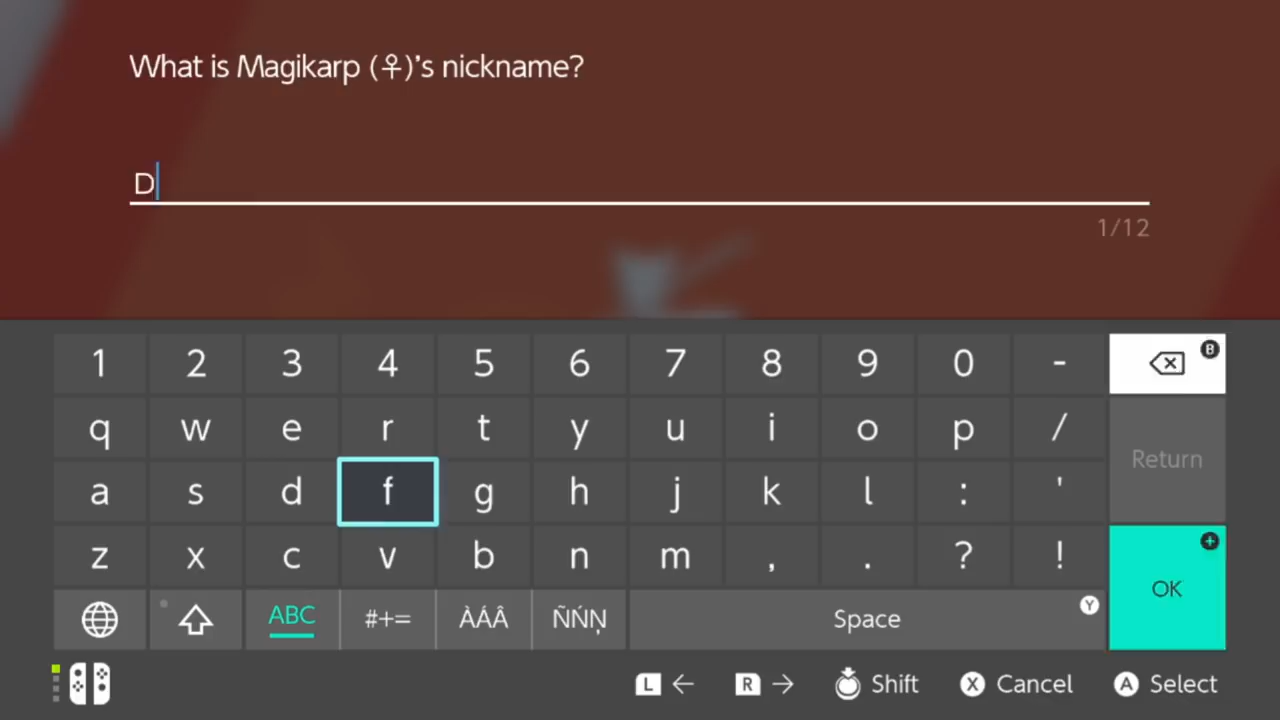 What is Magikarp (♀)'s nickname?
D
1/12
1 2 3 4 5 6 7 8 9 0 - B
q w e r t y u i o p / Return
a s d f g h j k l : '
z x c v b n m , . ? ! + OK
ABC #+= ÀÁÂ ÑŃŅ Space Y
L ← R → Shift X Cancel A Select